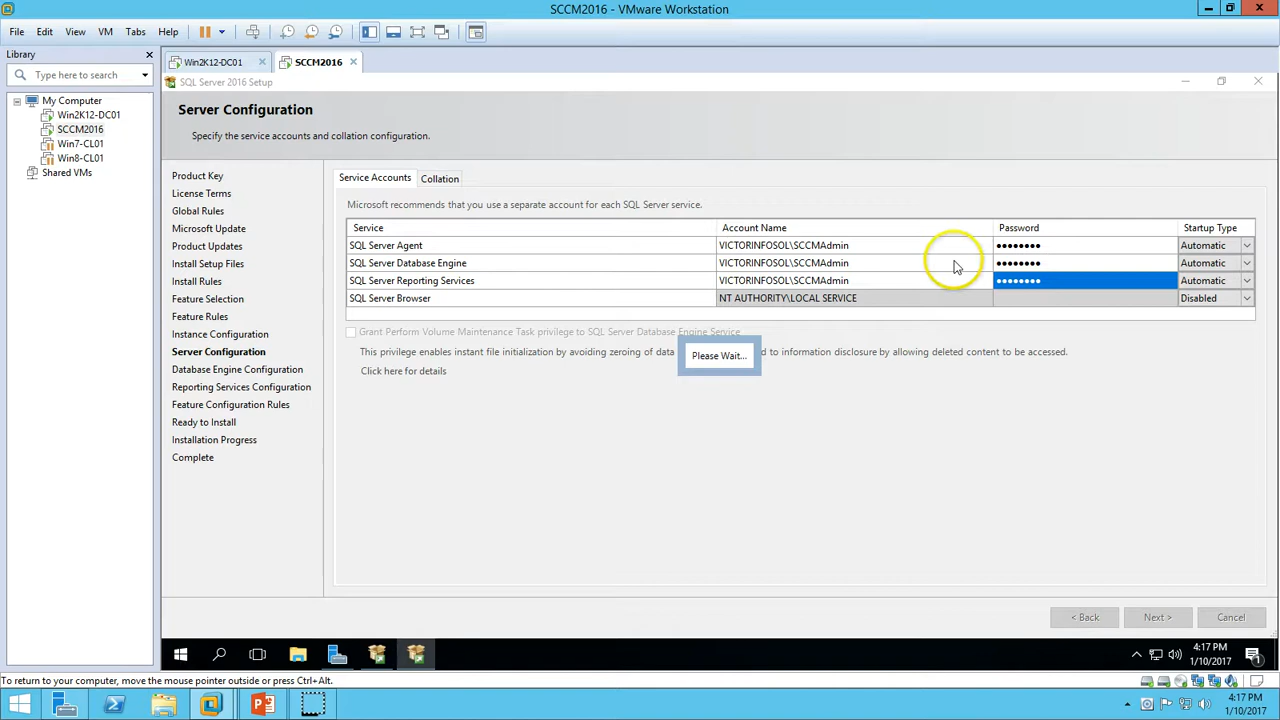 SCCM2016 - VMware Workstation
File Edit View VM Tabs Help
Library
Type here to search
My Computer
Win2K12-DC01
SCCM2016
Win7-CL01
Win8-CL01
Shared VMs
Win2K12-DC01 SCCM2016
SQL Server 2016 Setup
Server Configuration
Specify the service accounts and collation configuration.
Product Key
License Terms
Global Rules
Microsoft Update
Product Updates
Install Setup Files
Install Rules
Feature Selection
Feature Rules
Instance Configuration
Server Configuration
Database Engine Configuration
Reporting Services Configuration
Feature Configuration Rules
Ready to Install
Installation Progress
Complete
Service Accounts Collation
Microsoft recommends that you use a separate account for each SQL Server service.
Service Account Name Password Startup Type
SQL Server Agent VICTORINFOSOL\SCCMAdmin ●●●●●●●● Automatic
SQL Server Database Engine VICTORINFOSOL\SCCMAdmin ●●●●●●●● Automatic
SQL Server Reporting Services VICTORINFOSOL\SCCMAdmin ●●●●●●●● Automatic
SQL Server Browser NT AUTHORITY\LOCAL SERVICE Disabled
Grant Perform Volume Maintenance Task privilege to SQL Server Database Engine Service
This privilege enables instant file initialization by avoiding zeroing of data d to information disclosure by allowing deleted content to be accessed.
Please Wait...
Click here for details
< Back Next > Cancel
4:17 PM
1/10/2017
1
To return to your computer, move the mouse pointer outside or press Ctrl+Alt.
4:17 PM
1/10/2017